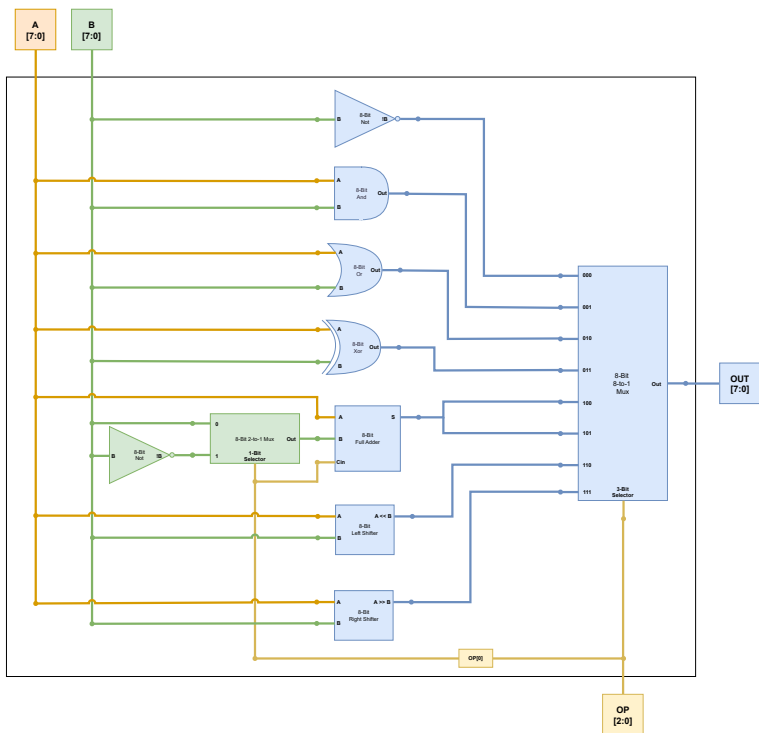 A
[7:0]
B
[7:0]
8-Bit
Not
B
!B
8-Bit
And
A
B
Out
8-Bit
Or
A
B
Out
8-Bit
Xor
A
B
Out
8-Bit
Not
B
!B
0
1
8-Bit 2-to-1 Mux
Out
1-Bit
Selector
A
B
Cin
S
8-Bit
Full Adder
A
B
A << B
8-Bit
Left Shifter
A
B
A >> B
8-Bit
Right Shifter
000
001
010
011
100
101
110
111
8-Bit
8-to-1
Mux
Out
3-Bit
Selector
OUT
[7:0]
OP[0]
OP
[2:0]